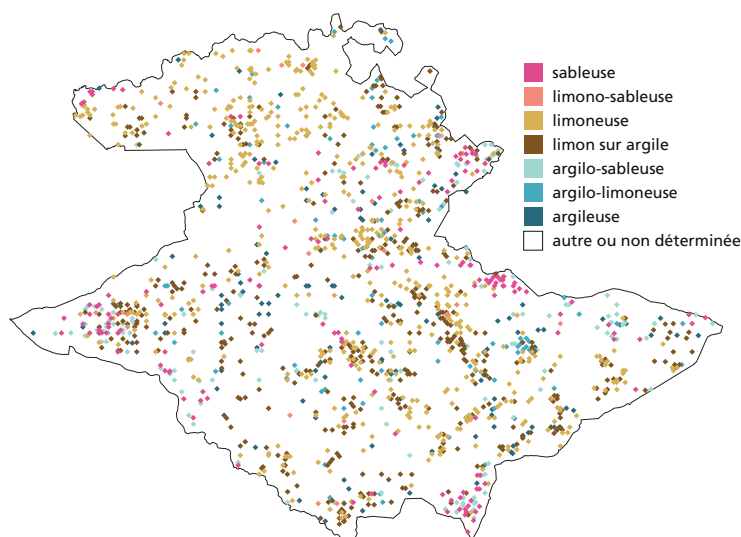 sableuse
limono-sableuse
limoneuse
limon sur argile
argilo-sableuse
argilo-limoneuse
argileuse
autre ou non déterminée